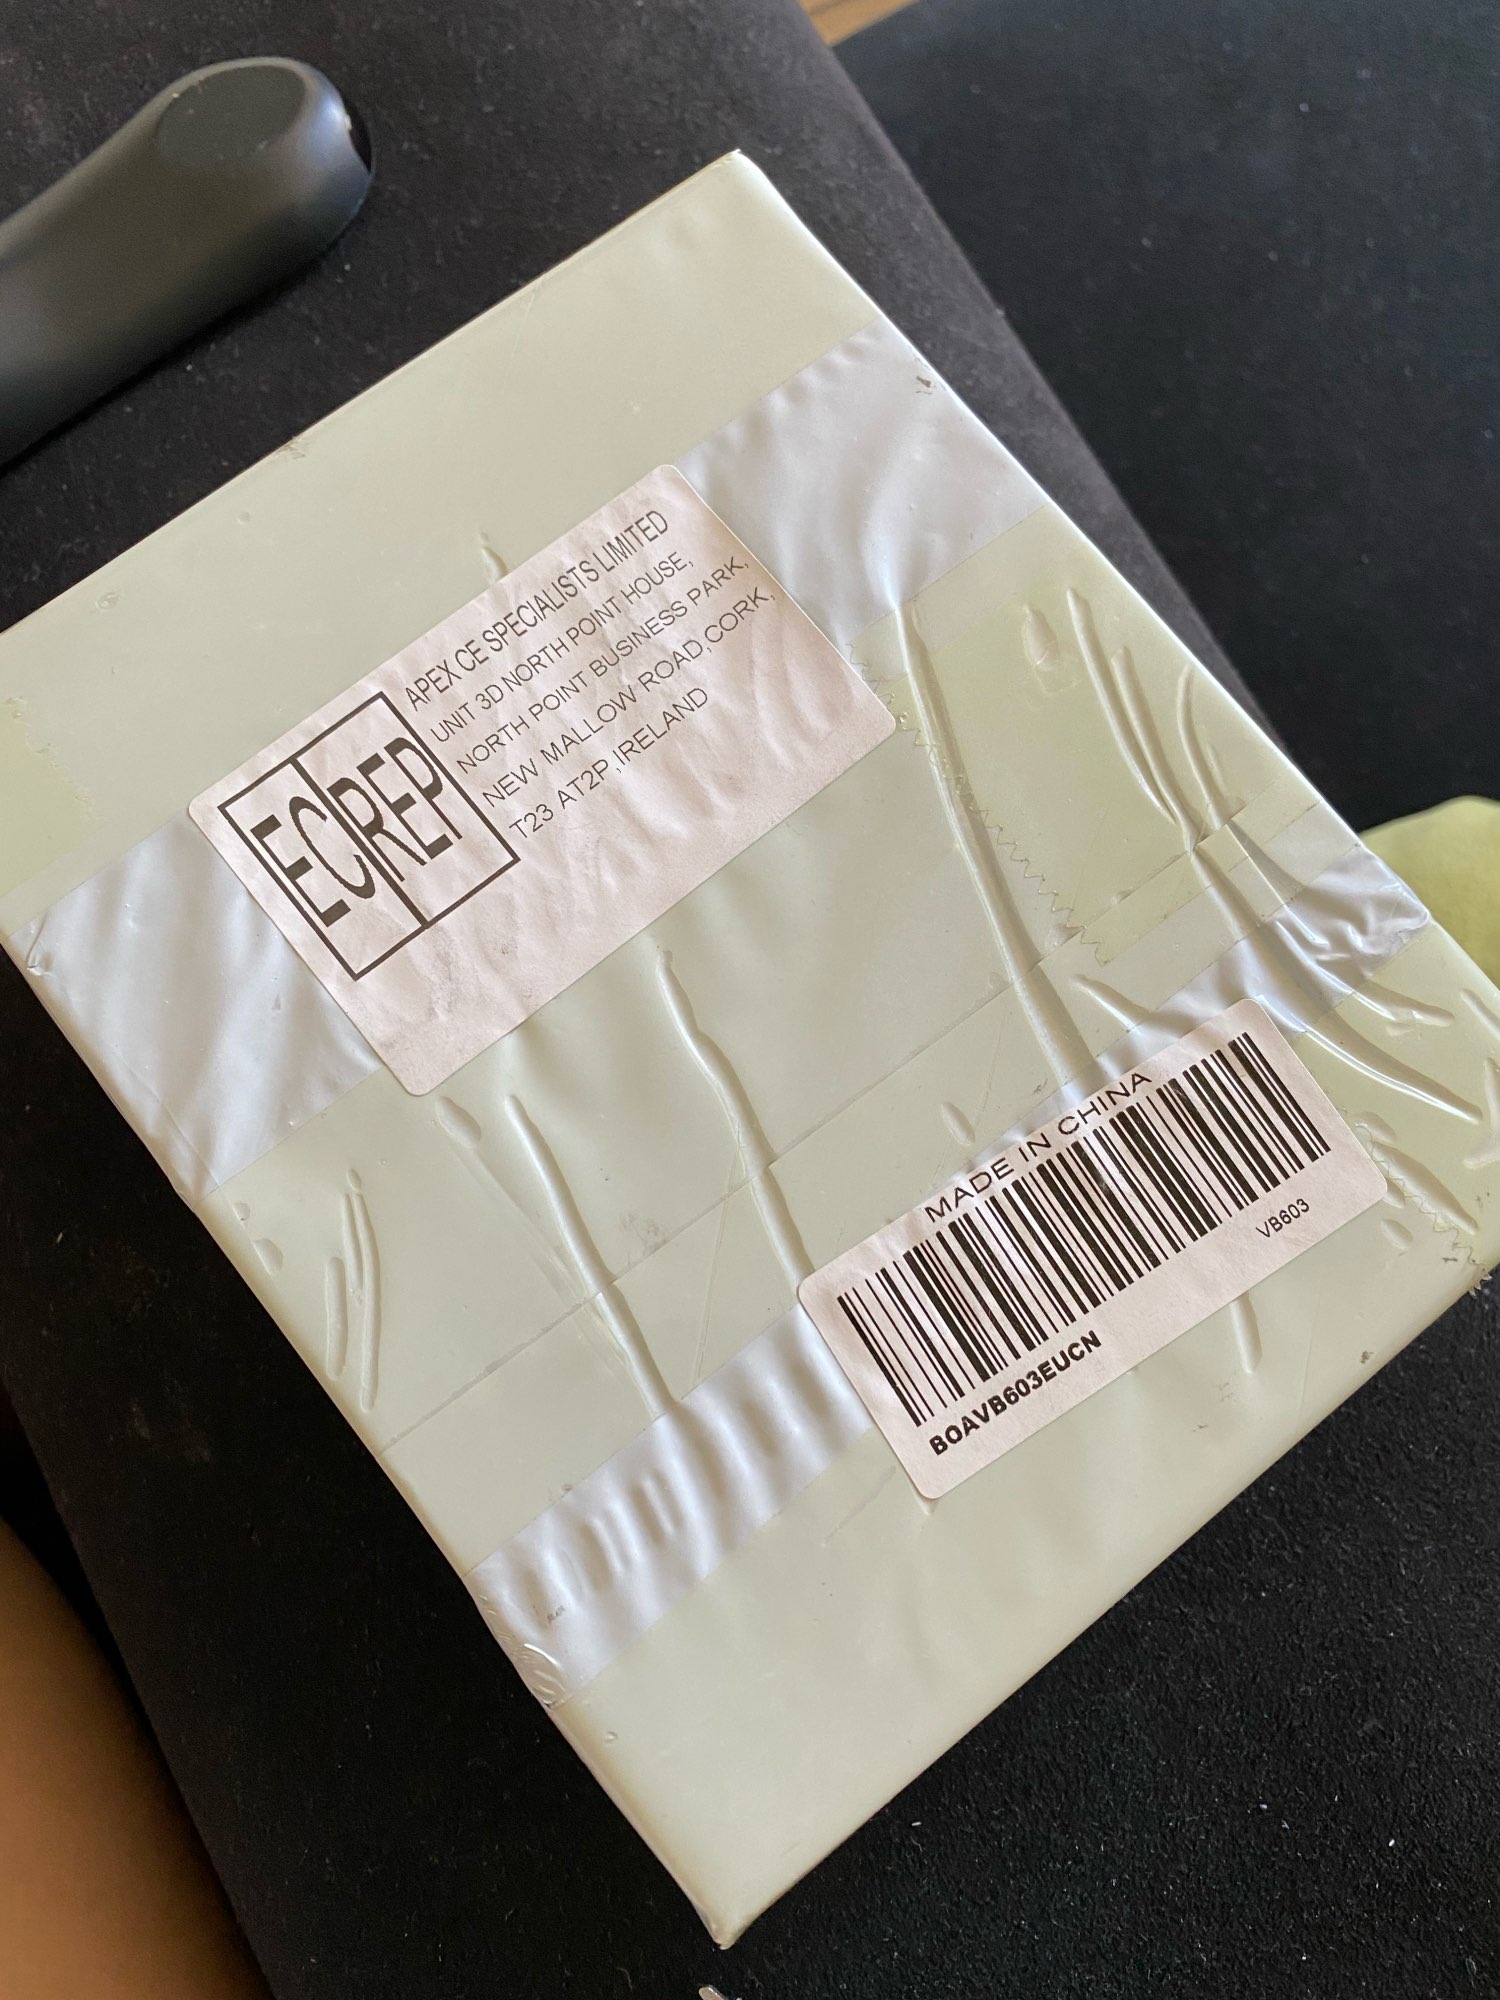 EC REP
APEX CE SPECIALISTS LIMITED
UNIT 3D NORTH POINT HOUSE,
NORTH POINT BUSINESS PARK,
NEW MALLOW ROAD,CORK,
T23 AT2P ,IRELAND
MADE IN CHINA
VB603
BOAVB603EUCN